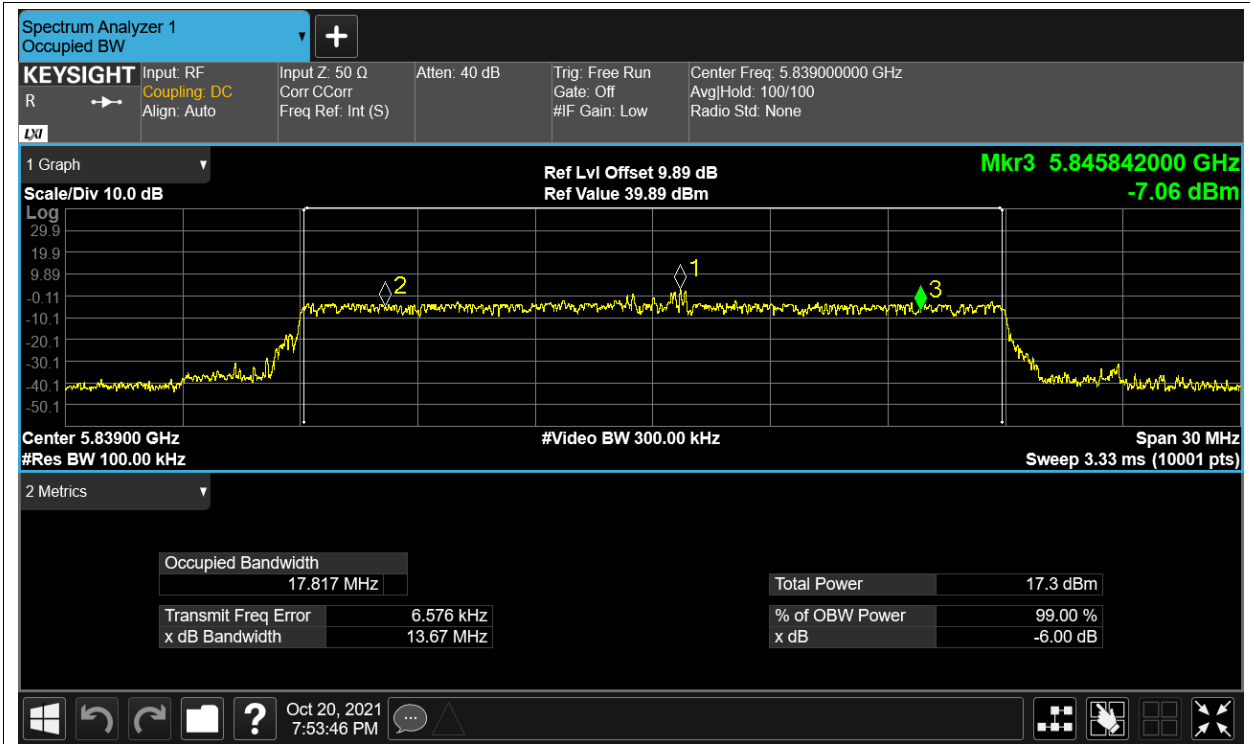 Spectrum Analyzer 1
Occupied BW
KEYSIGHT
R
LXI
Input: RF
Coupling: DC
Align: Auto
Input Z: 50 Ω
Corr CCorr
Freq Ref: Int (S)
Atten: 40 dB
Trig: Free Run
Gate: Off
#IF Gain: Low
Center Freq: 5.839000000 GHz
Avg|Hold: 100/100
Radio Std: None
1 Graph
Scale/Div 10.0 dB
Ref Lvl Offset 9.89 dB
Ref Value 39.89 dBm
Mkr3 5.845842000 GHz
-7.06 dBm
Log
29.9
19.9
9.89
-0.11
-10.1
-20.1
-30.1
-40.1
-50.1
2
1
3
Center 5.83900 GHz
#Res BW 100.00 kHz
#Video BW 300.00 kHz
Span 30 MHz
Sweep 3.33 ms (10001 pts)
2 Metrics
Occupied Bandwidth
17.817 MHz
Transmit Freq Error 6.576 kHz
x dB Bandwidth 13.67 MHz
Total Power 17.3 dBm
% of OBW Power 99.00 %
x dB -6.00 dB
?
Oct 20, 2021
7:53:46 PM